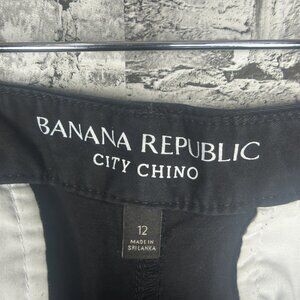 BANANA REPUBLIC
CITY CHINO
12
MADE IN
SRI LANKA